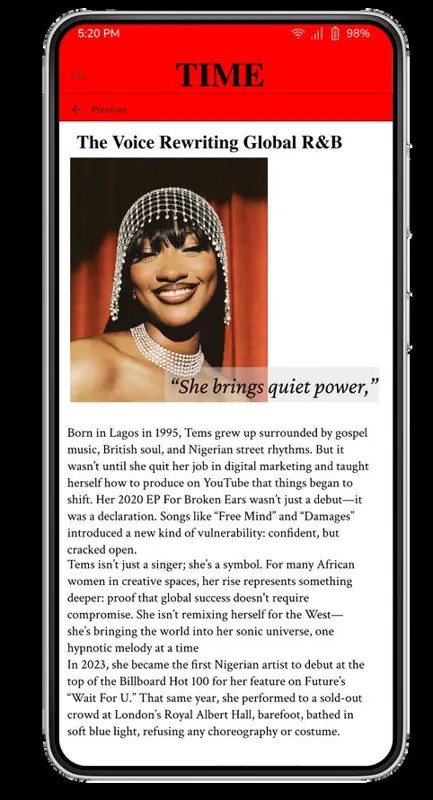 5:20 PM
98%
TIME
Previous
The Voice Rewriting Global R&B
“She brings quiet power,”
Born in Lagos in 1995, Tems grew up surrounded by gospel
music, British soul, and Nigerian street rhythms. But it
wasn’t until she quit her job in digital marketing and taught
herself how to produce on YouTube that things began to
shift. Her 2020 EP For Broken Ears wasn’t just a debut—it
was a declaration. Songs like “Free Mind” and “Damages”
introduced a new kind of vulnerability: confident, but
cracked open.
Tems isn’t just a singer; she’s a symbol. For many African
women in creative spaces, her rise represents something
deeper: proof that global success doesn't require
compromise. She isn’t remixing herself for the West—
she’s bringing the world into her sonic universe, one
hypnotic melody at a time
In 2023, she became the first Nigerian artist to debut at the
top of the Billboard Hot 100 for her feature on Future’s
“Wait For U.” That same year, she performed to a sold-out
crowd at London’s Royal Albert Hall, barefoot, bathed in
soft blue light, refusing any choreography or costume.